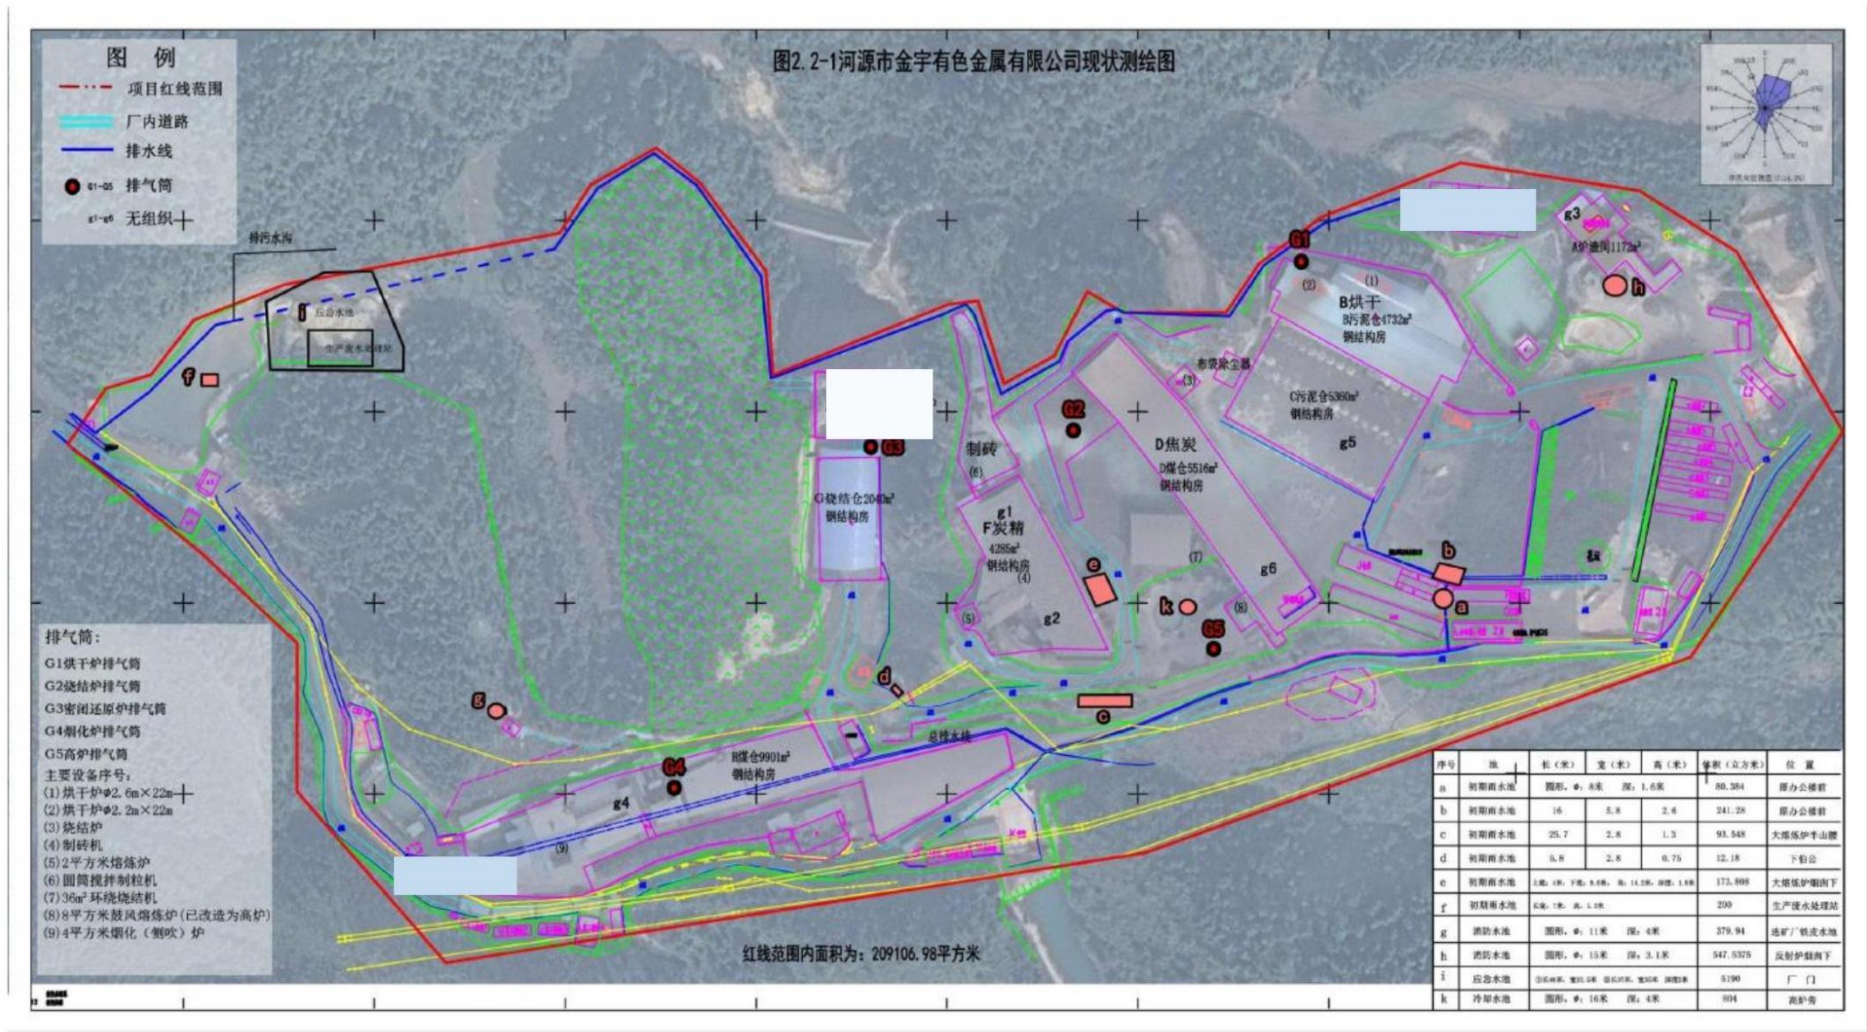 图2.2-1河源市金宇有色金属有限公司现状测绘图
图 例
项目红线范围
厂内道路
排水线
G1-G5 排气筒
g1-g6 无组织
排污水沟
i 应急水池
生产废水处理站
f
G1
(2)
(1)
B烘干
B污泥仓4732m²
钢结构房
g3
A炉渣间1172m²
h
布袋除尘器
(3)
C污泥仓5360m²
钢结构房
g5
G2
D焦炭
D煤仓5516m²
钢结构房
G3
制砖
(6)
G烧结仓2040m²
钢结构房
g1
F炭精
4285m²
钢结构房
(4)
e
(7)
g6
b
a
k
(8)
G5
(5)
g2
d
c
g
总排水线
H煤仓9901m²
钢结构房
G4
g4
(9)
排气筒:
G1烘干炉排气筒
G2烧结炉排气筒
G3密闭还原炉排气筒
G4烟化炉排气筒
G5高炉排气筒
主要设备序号:
(1)烘干炉φ2.6m×22m
(2)烘干炉φ2.2m×22m
(3)烧结炉
(4)制砖机
(5)2平方米熔炼炉
(6)圆筒搅拌制粒机
(7)36m²环绕烧结机
(8)8平方米鼓风熔炼炉(已改造为高炉)
(9)4平方米烟化（侧吹）炉
红线范围内面积为: 209106.98平方米
序号 池 长（米） 宽（米） 高（米） 体积（立方米） 位 置
a 初期雨水池 圆形, φ: 8米 深: 1.6米 80.384 原办公楼前
b 初期雨水池 16 5.8 2.6 241.28 原办公楼前
c 初期雨水池 25.7 2.8 1.3 93.548 大熔炼炉半山腰
d 初期雨水池 5.8 2.8 0.75 12.18 下伯公
e 初期雨水池 173.808 大熔炼炉烟囱下
f 初期雨水池 200 生产废水处理站
g 消防水池 圆形, φ: 11米 深: 4米 379.94 选矿厂铁皮水池
h 消防水池 圆形, φ: 15米 深: 3.1米 547.5375 反射炉烟囱下
i 应急水池 5190 厂 门
k 冷却水池 圆形, φ: 16米 深: 4米 804 高炉旁